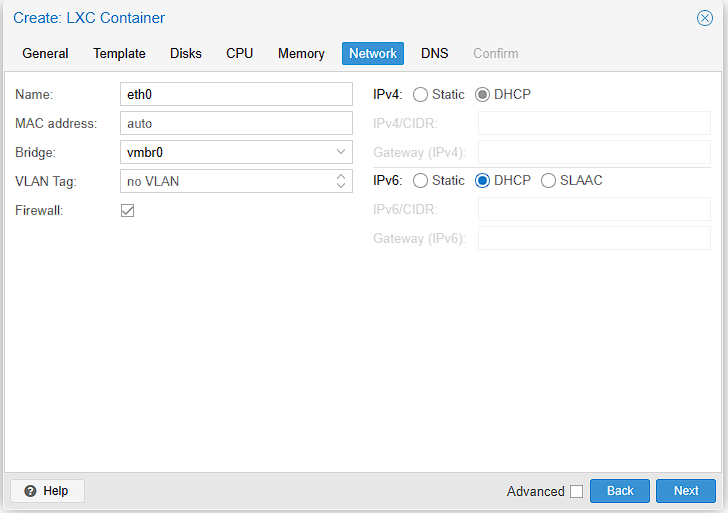 Create: LXC Container
General Template Disks CPU Memory Network DNS Confirm
Name: eth0
MAC address: auto
Bridge: vmbr0
VLAN Tag: no VLAN
Firewall:
IPv4: Static DHCP
IPv4/CIDR:
Gateway (IPv4):
IPv6: Static DHCP SLAAC
IPv6/CIDR:
Gateway (IPv6):
Help Advanced Back Next